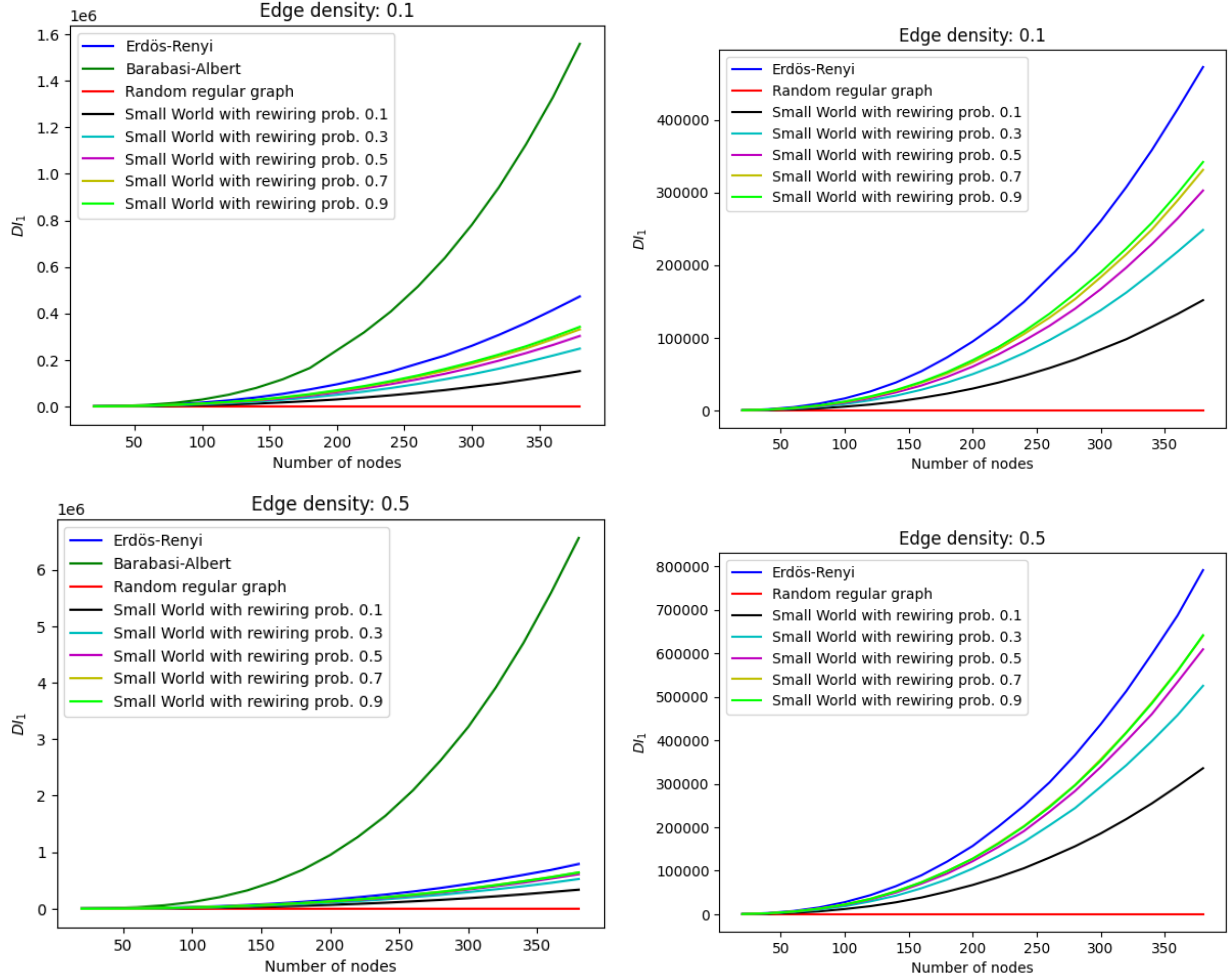 Edge density: 0.1
1e6
1.6
1.4
1.2
1.0
0.8
0.6
0.4
0.2
0.0
DI1
Erdös-Renyi
Barabasi-Albert
Random regular graph
Small World with rewiring prob. 0.1
Small World with rewiring prob. 0.3
Small World with rewiring prob. 0.5
Small World with rewiring prob. 0.7
Small World with rewiring prob. 0.9
50 100 150 200 250 300 350
Number of nodes
Edge density: 0.1
400000
300000
200000
100000
0
DI1
Erdös-Renyi
Random regular graph
Small World with rewiring prob. 0.1
Small World with rewiring prob. 0.3
Small World with rewiring prob. 0.5
Small World with rewiring prob. 0.7
Small World with rewiring prob. 0.9
50 100 150 200 250 300 350
Number of nodes
Edge density: 0.5
1e6
6
5
4
3
2
1
0
DI1
Erdös-Renyi
Barabasi-Albert
Random regular graph
Small World with rewiring prob. 0.1
Small World with rewiring prob. 0.3
Small World with rewiring prob. 0.5
Small World with rewiring prob. 0.7
Small World with rewiring prob. 0.9
50 100 150 200 250 300 350
Number of nodes
Edge density: 0.5
800000
700000
600000
500000
400000
300000
200000
100000
0
DI1
Erdös-Renyi
Random regular graph
Small World with rewiring prob. 0.1
Small World with rewiring prob. 0.3
Small World with rewiring prob. 0.5
Small World with rewiring prob. 0.7
Small World with rewiring prob. 0.9
50 100 150 200 250 300 350
Number of nodes